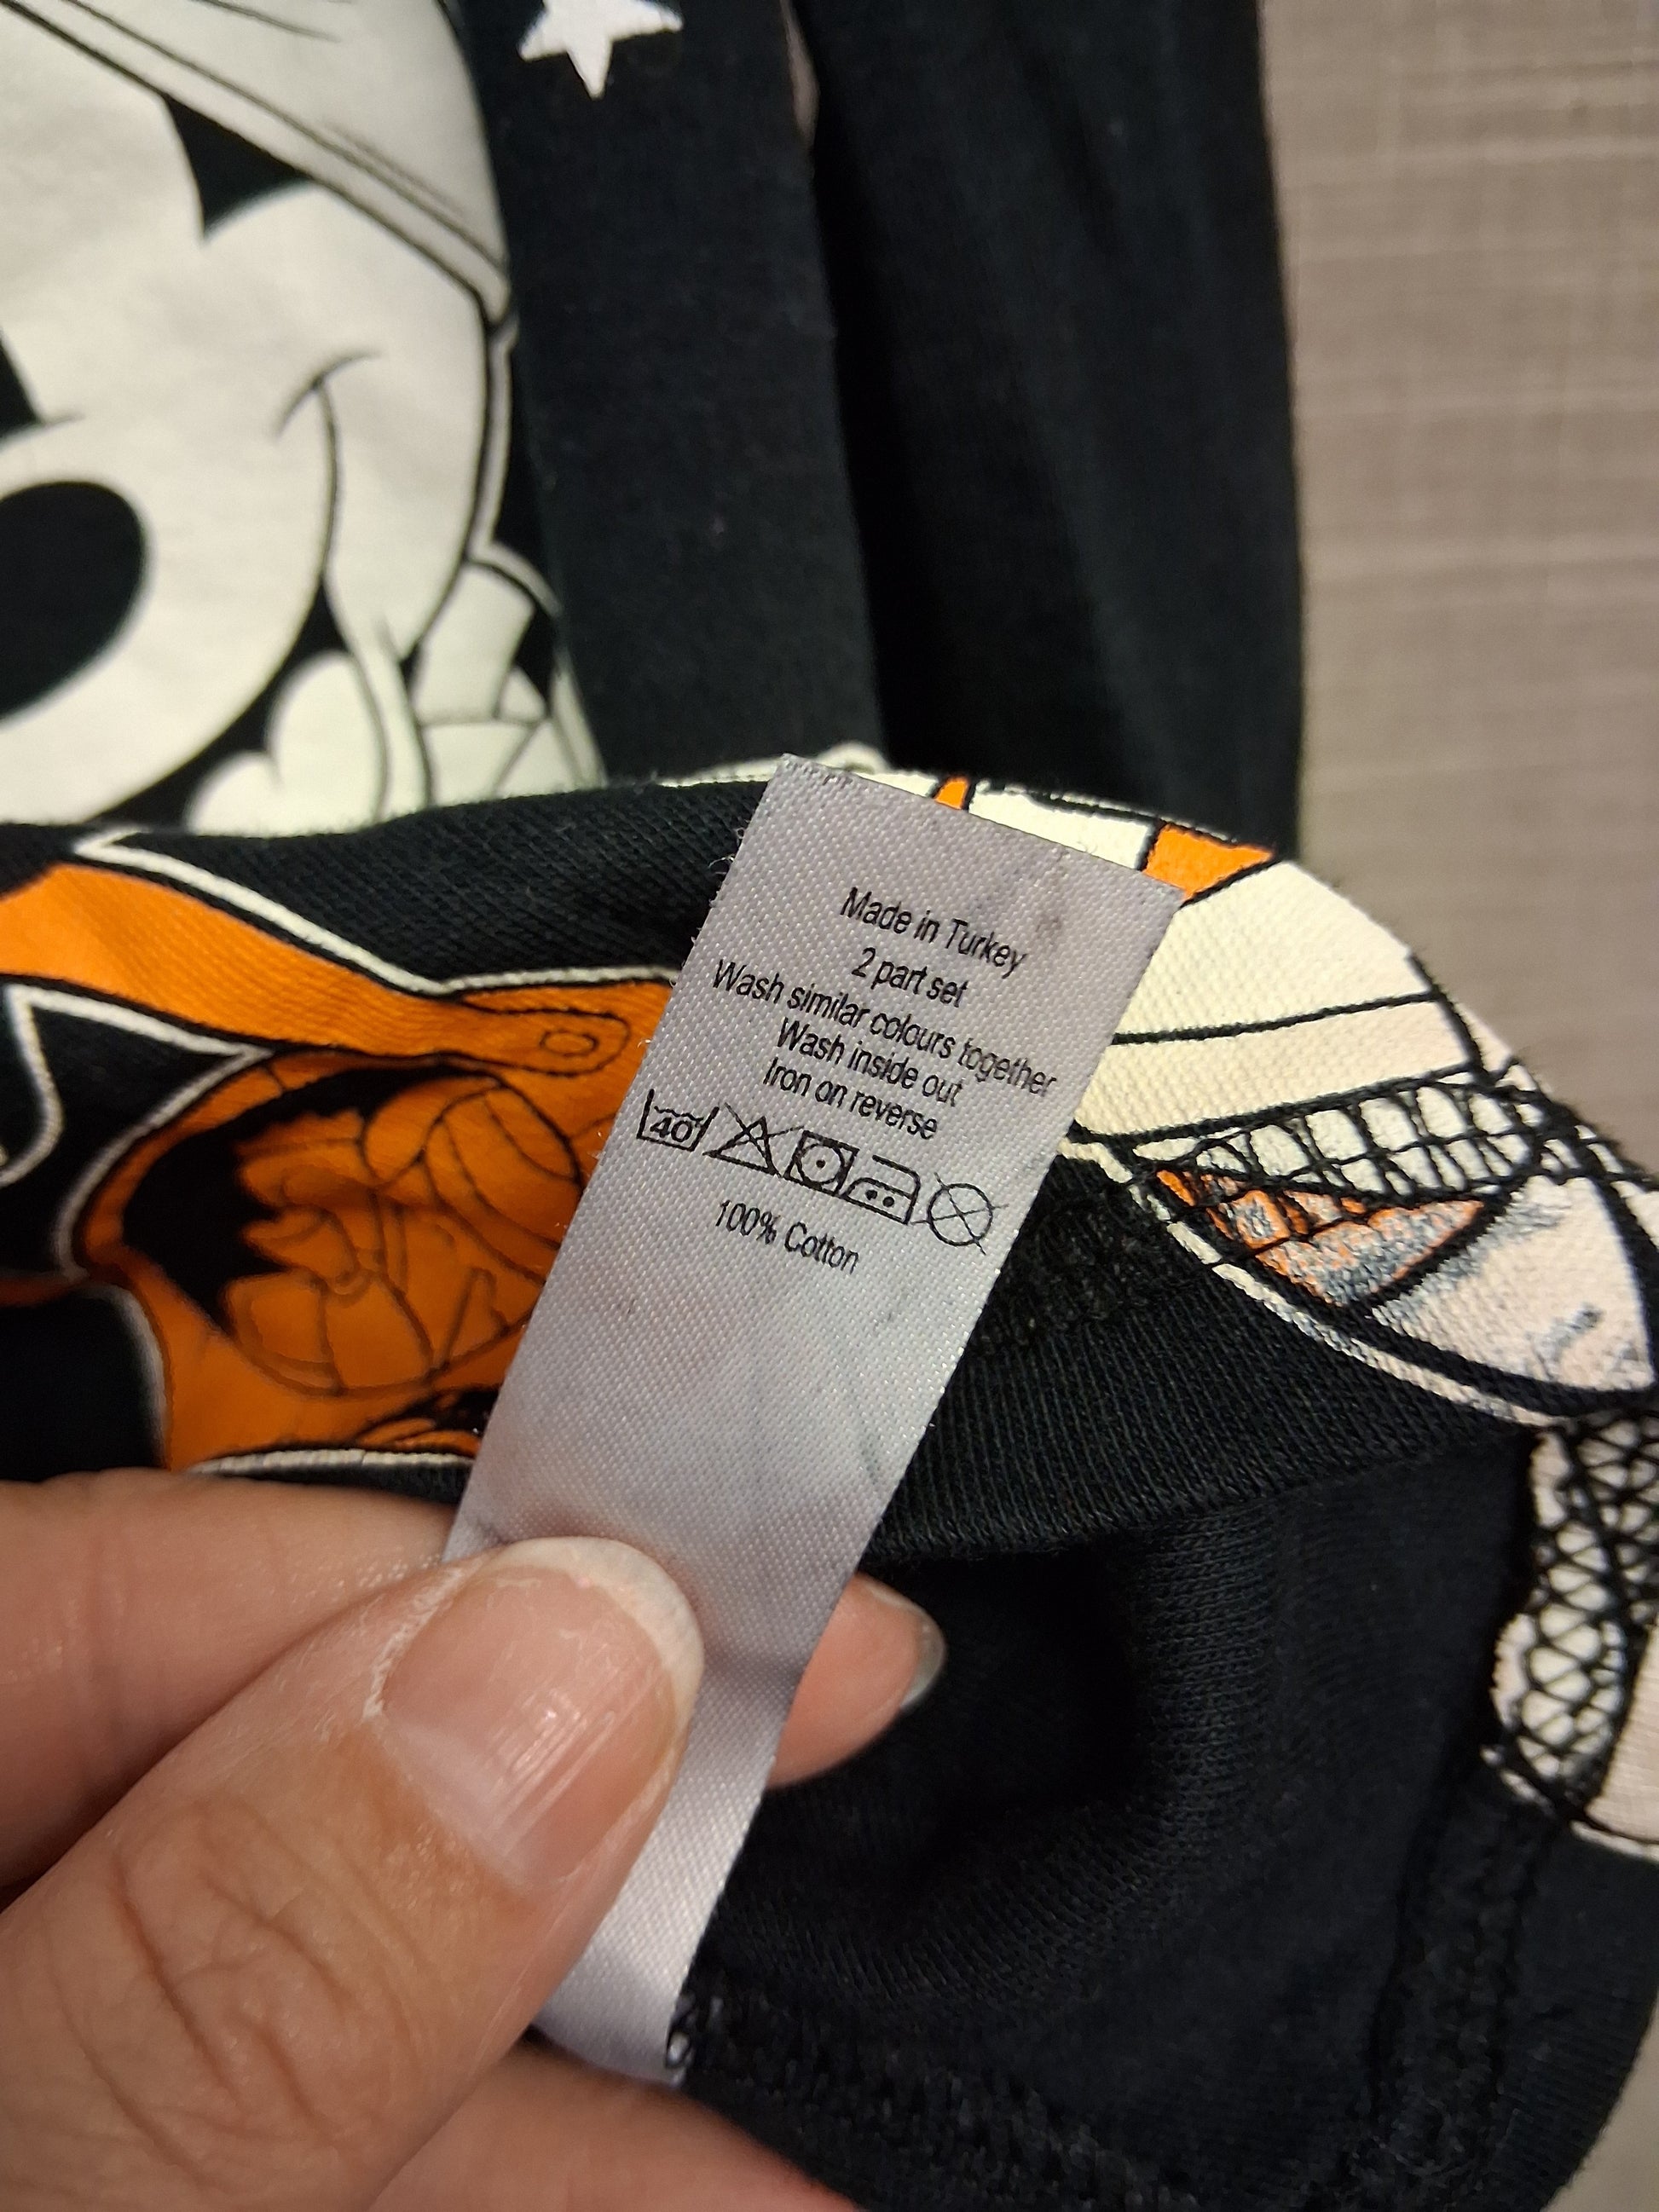 Made in Turkey
2 part set
Wash similar colours together
Wash inside out
Iron on reverse
40
100% Cotton